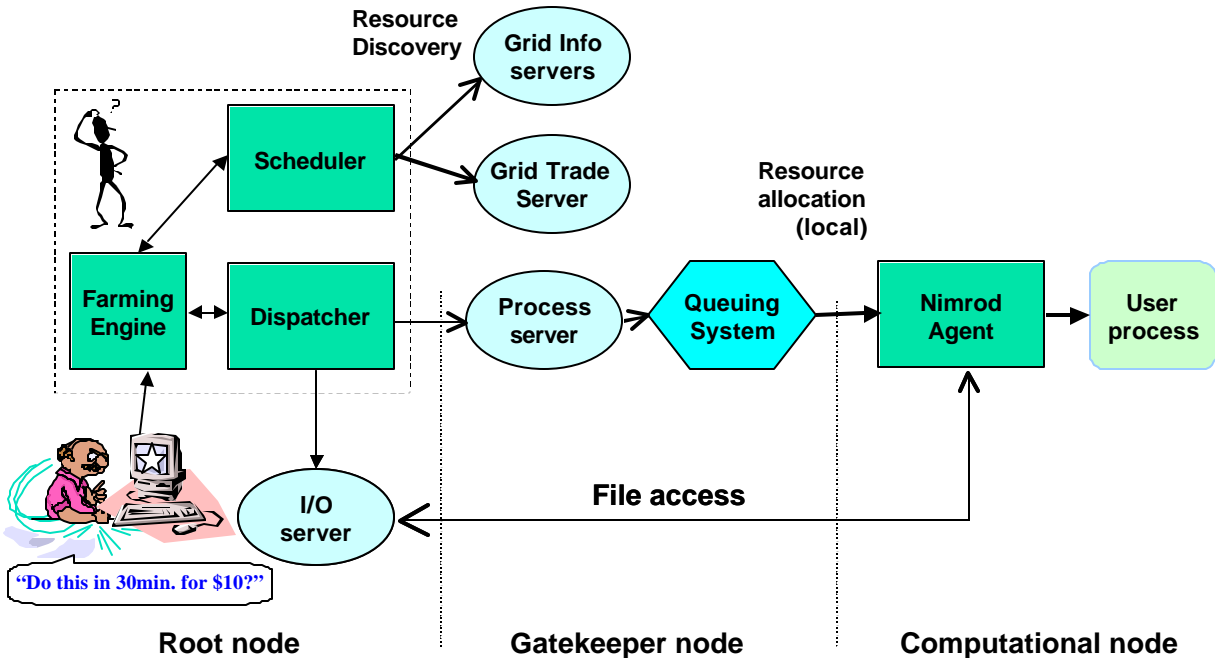 Resource
Discovery
Grid Info
servers
?
Scheduler
Grid Trade
Server
Resource
allocation
(local)
Farming
Engine
Dispatcher
Process
server
Queuing
System
Nimrod
Agent
User
process
I/O
server
File access
“Do this in 30min. for $10?”
Root node
Gatekeeper node
Computational node